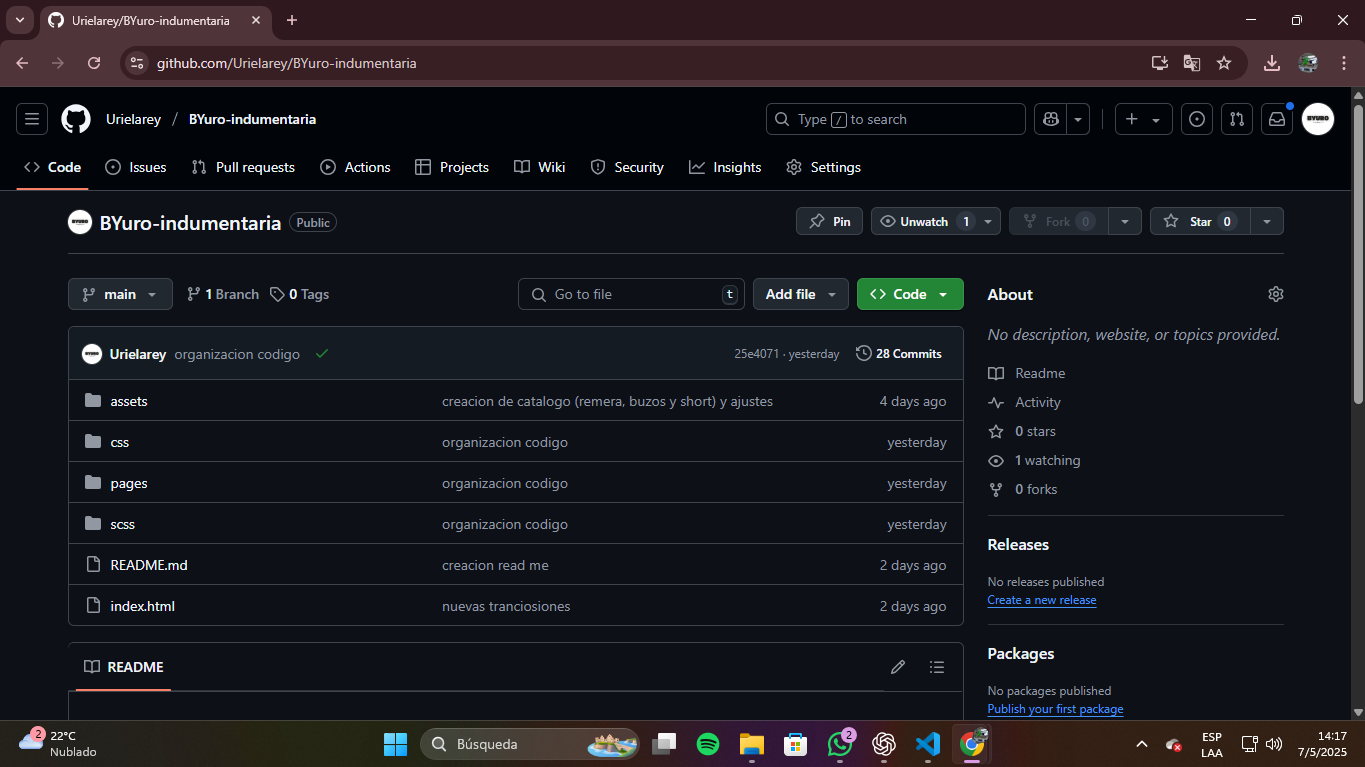 Urielarey/BYuro-indumentaria
github.com/Urielarey/BYuro-indumentaria
Urielarey / BYuro-indumentaria
Type / to search
BYURO
Code
Issues
Pull requests
Actions
Projects
Wiki
Security
Insights
Settings
BYURO
BYuro-indumentaria
Public
Pin
Unwatch 1
Fork 0
Star 0
main
1 Branch
0 Tags
Go to file
t
Add file
Code
BYURO
Urielarey organizacion codigo
25e4071 · yesterday
28 Commits
assets creacion de catalogo (remera, buzos y short) y ajustes 4 days ago
css organizacion codigo yesterday
pages organizacion codigo yesterday
scss organizacion codigo yesterday
README.md creacion read me 2 days ago
index.html nuevas tranciosiones 2 days ago
README
About
No description, website, or topics provided.
Readme
Activity
0 stars
1 watching
0 forks
Releases
No releases published
Create a new release
Packages
No packages published
Publish your first package
2
22°C
Nublado
Búsqueda
2
ESP
LAA
14:17
7/5/2025